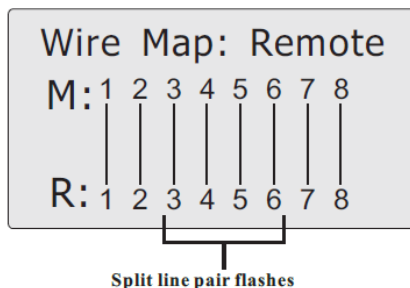 Wire Map: Remote
M: 1 2 3 4 5 6 7 8
R: 1 2 3 4 5 6 7 8
Split line pair flashes